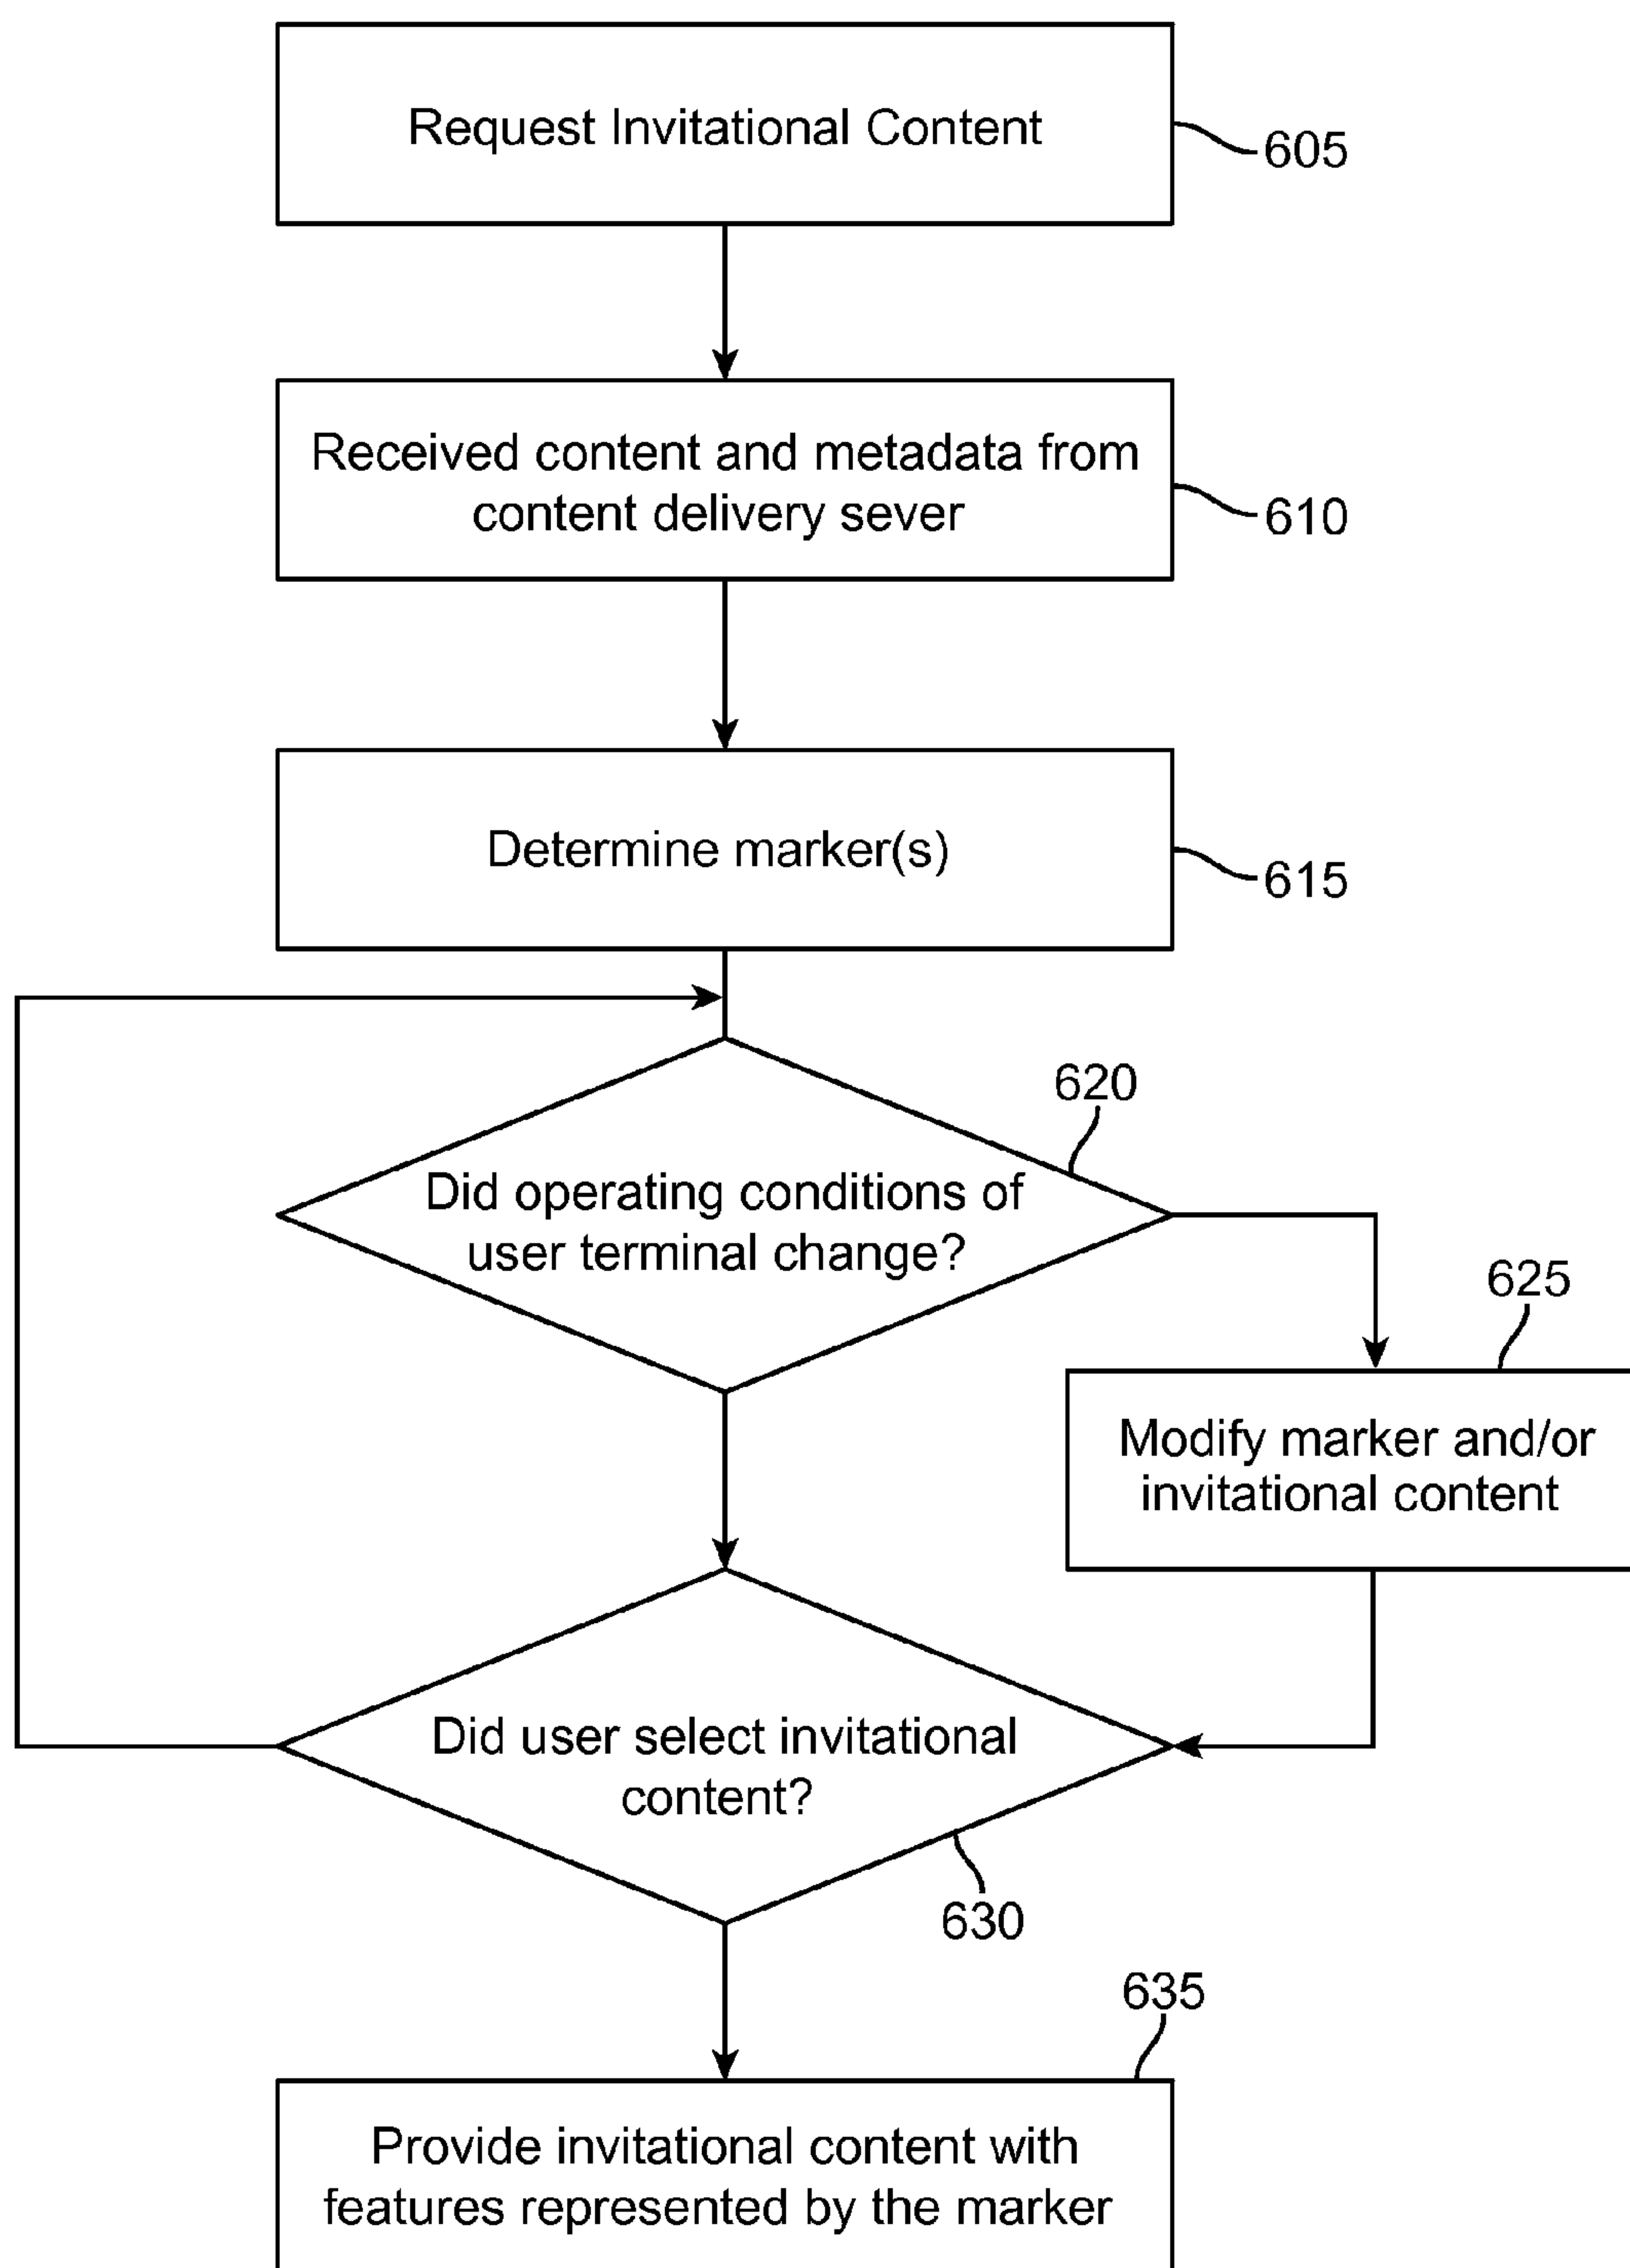 Request Invitational Content
605
Received content and metadata from
content delivery sever
610
Determine marker(s)
615
620
Did operating conditions of
user terminal change?
625
Modify marker and/or
invitational content
Did user select invitational
content?
630
635
Provide invitational content with
features represented by the marker